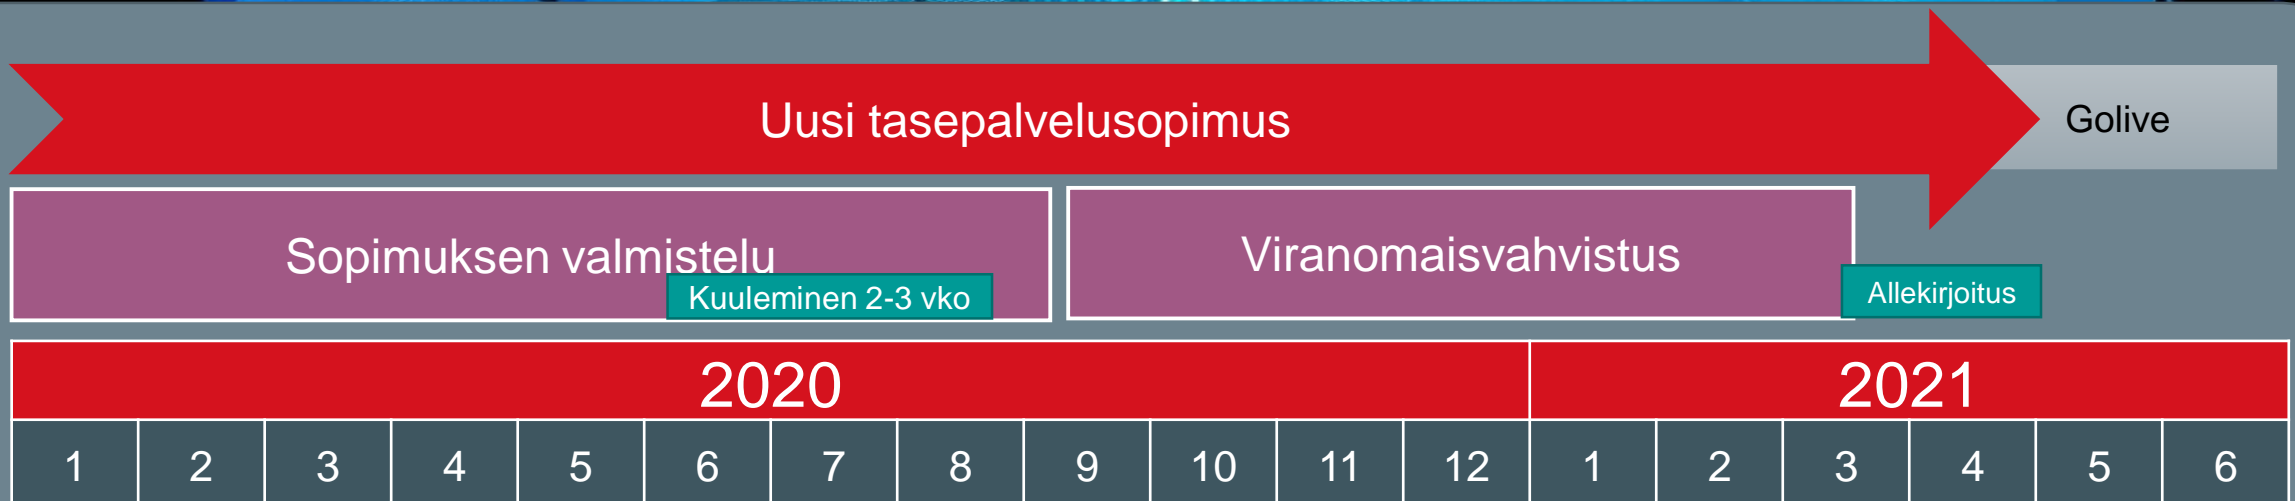 Uusi tasepalvelusopimus
Golive
Sopimuksen valmistelu
Kuuleminen 2-3 vko
Viranomaisvahvistus
Allekirjoitus
2020 2021
1 2 3 4 5 6 7 8 9 10 11 12 1 2 3 4 5 6